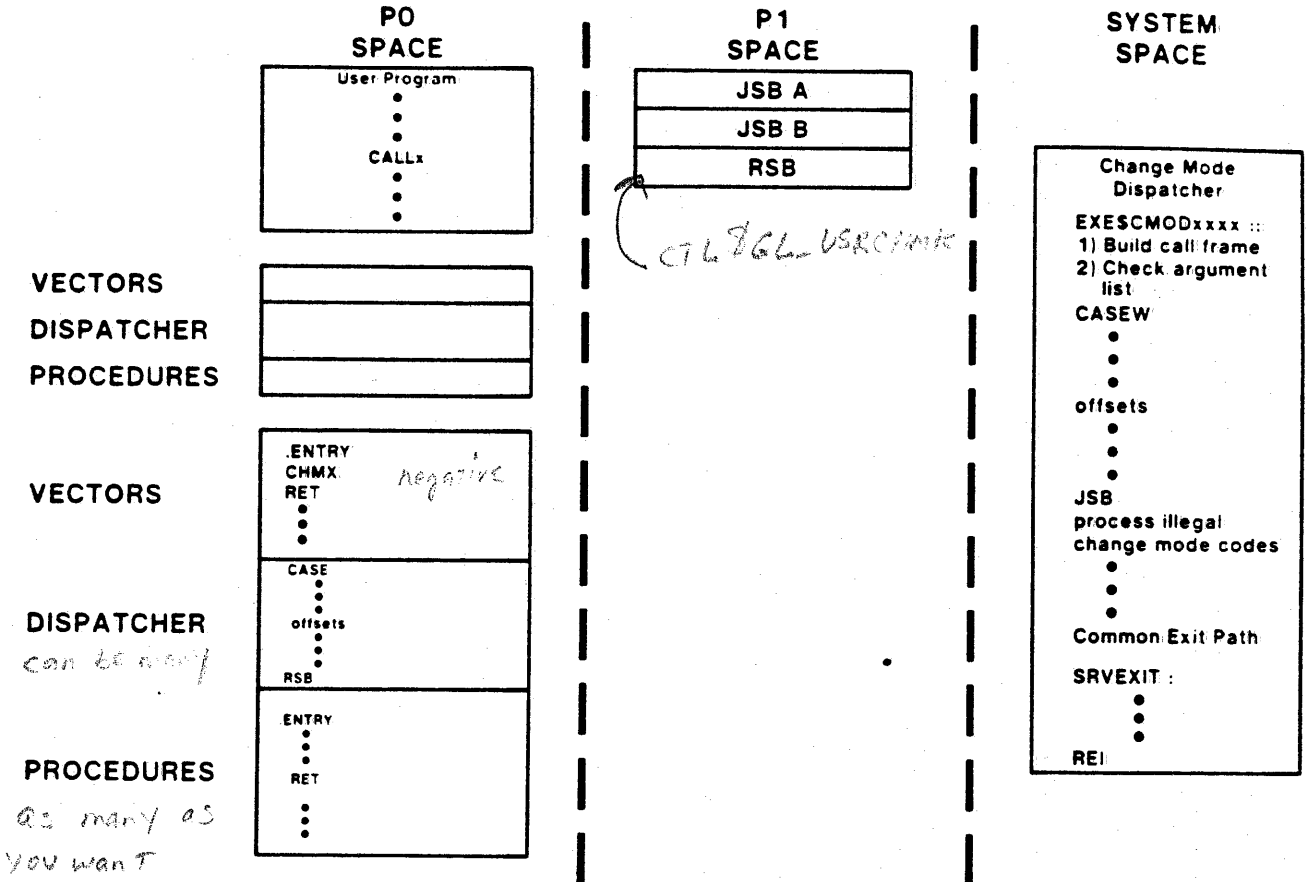 P0
SPACE
User Program
CALLx
VECTORS
DISPATCHER
PROCEDURES
VECTORS
.ENTRY
CHMX
RET
negative
DISPATCHER
can be many
CASE
offsets
RSB
PROCEDURES
as many as
you want
.ENTRY
RET
P1
SPACE
JSB A
JSB B
RSB
CTL$GL_USRCHMK
SYSTEM
SPACE
Change Mode
Dispatcher
EXE$CMODxxxx ::
1) Build call frame
2) Check argument
list
CASEW
offsets
JSB
process illegal
change mode codes
Common Exit Path
SRVEXIT :
REI